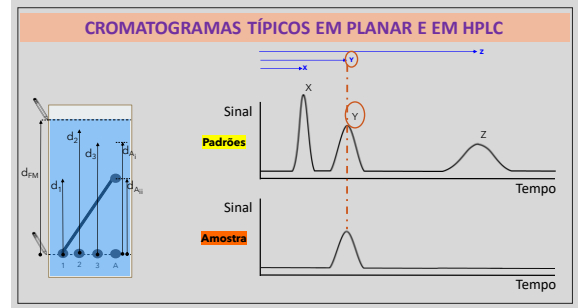 CROMATOGRAMAS TÍPICOS EM PLANAR E EM HPLC
Z
Y
X
X
Sinal
Y
Z
Padrões
Tempo
Sinal
Amostra
Tempo
d2
d3
dAi
dFM
d1
dAii
1 2 3 A